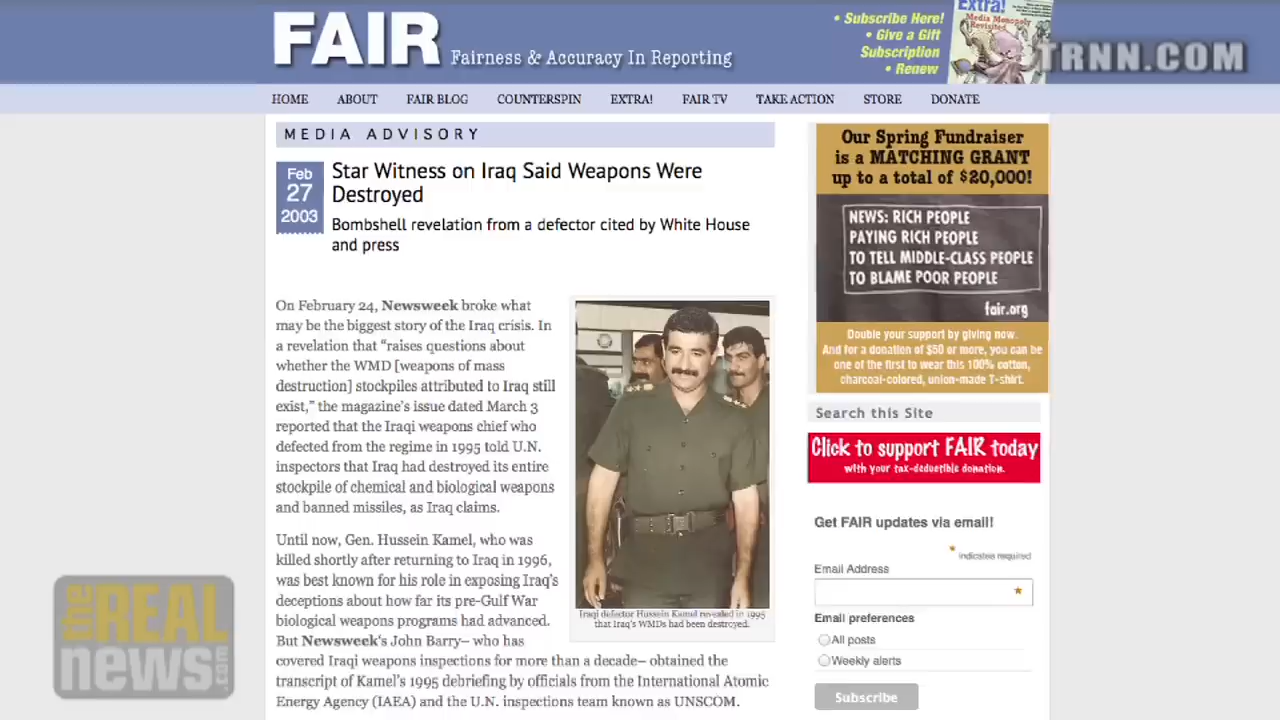 FAIR Fairness & Accuracy In Reporting
• Subscribe Here!
• Give a Gift
Subscription
• Renew
Extra!
Media Monopoly
Revisited
TRNN.COM
HOME ABOUT FAIR BLOG COUNTERSPIN EXTRA! FAIR TV TAKE ACTION STORE DONATE
MEDIA ADVISORY
Feb
27
2003
Star Witness on Iraq Said Weapons Were
Destroyed
Bombshell revelation from a defector cited by White House
and press
On February 24, Newsweek broke what
may be the biggest story of the Iraq crisis. In
a revelation that “raises questions about
whether the WMD [weapons of mass
destruction] stockpiles attributed to Iraq still
exist,” the magazine’s issue dated March 3
reported that the Iraqi weapons chief who
defected from the regime in 1995 told U.N.
inspectors that Iraq had destroyed its entire
stockpile of chemical and biological weapons
and banned missiles, as Iraq claims.
Until now, Gen. Hussein Kamel, who was
killed shortly after returning to Iraq in 1996,
was best known for his role in exposing Iraq’s
deceptions about how far its pre-Gulf War
biological weapons programs had advanced.
But Newsweek’s John Barry– who has
covered Iraqi weapons inspections for more than a decade– obtained the
transcript of Kamel’s 1995 debriefing by officials from the International Atomic
Energy Agency (IAEA) and the U.N. inspections team known as UNSCOM.
Iraqi defector Hussein Kamel revealed in 1995
that Iraq's WMDs had been destroyed.
Our Spring Fundraiser
is a MATCHING GRANT
up to a total of $20,000!
NEWS: RICH PEOPLE
PAYING RICH PEOPLE
TO TELL MIDDLE-CLASS PEOPLE
TO BLAME POOR PEOPLE
fair.org
Double your support by giving now.
And for a donation of $50 or more, you can be
one of the first to wear this 100% cotton,
charcoal-colored, union-made T-shirt.
Search this Site
Click to support FAIR today
with your tax-deductible donation.
Get FAIR updates via email!
* indicates required
Email Address
*
Email preferences
All posts
Weekly alerts
Subscribe
the REAL
news.com